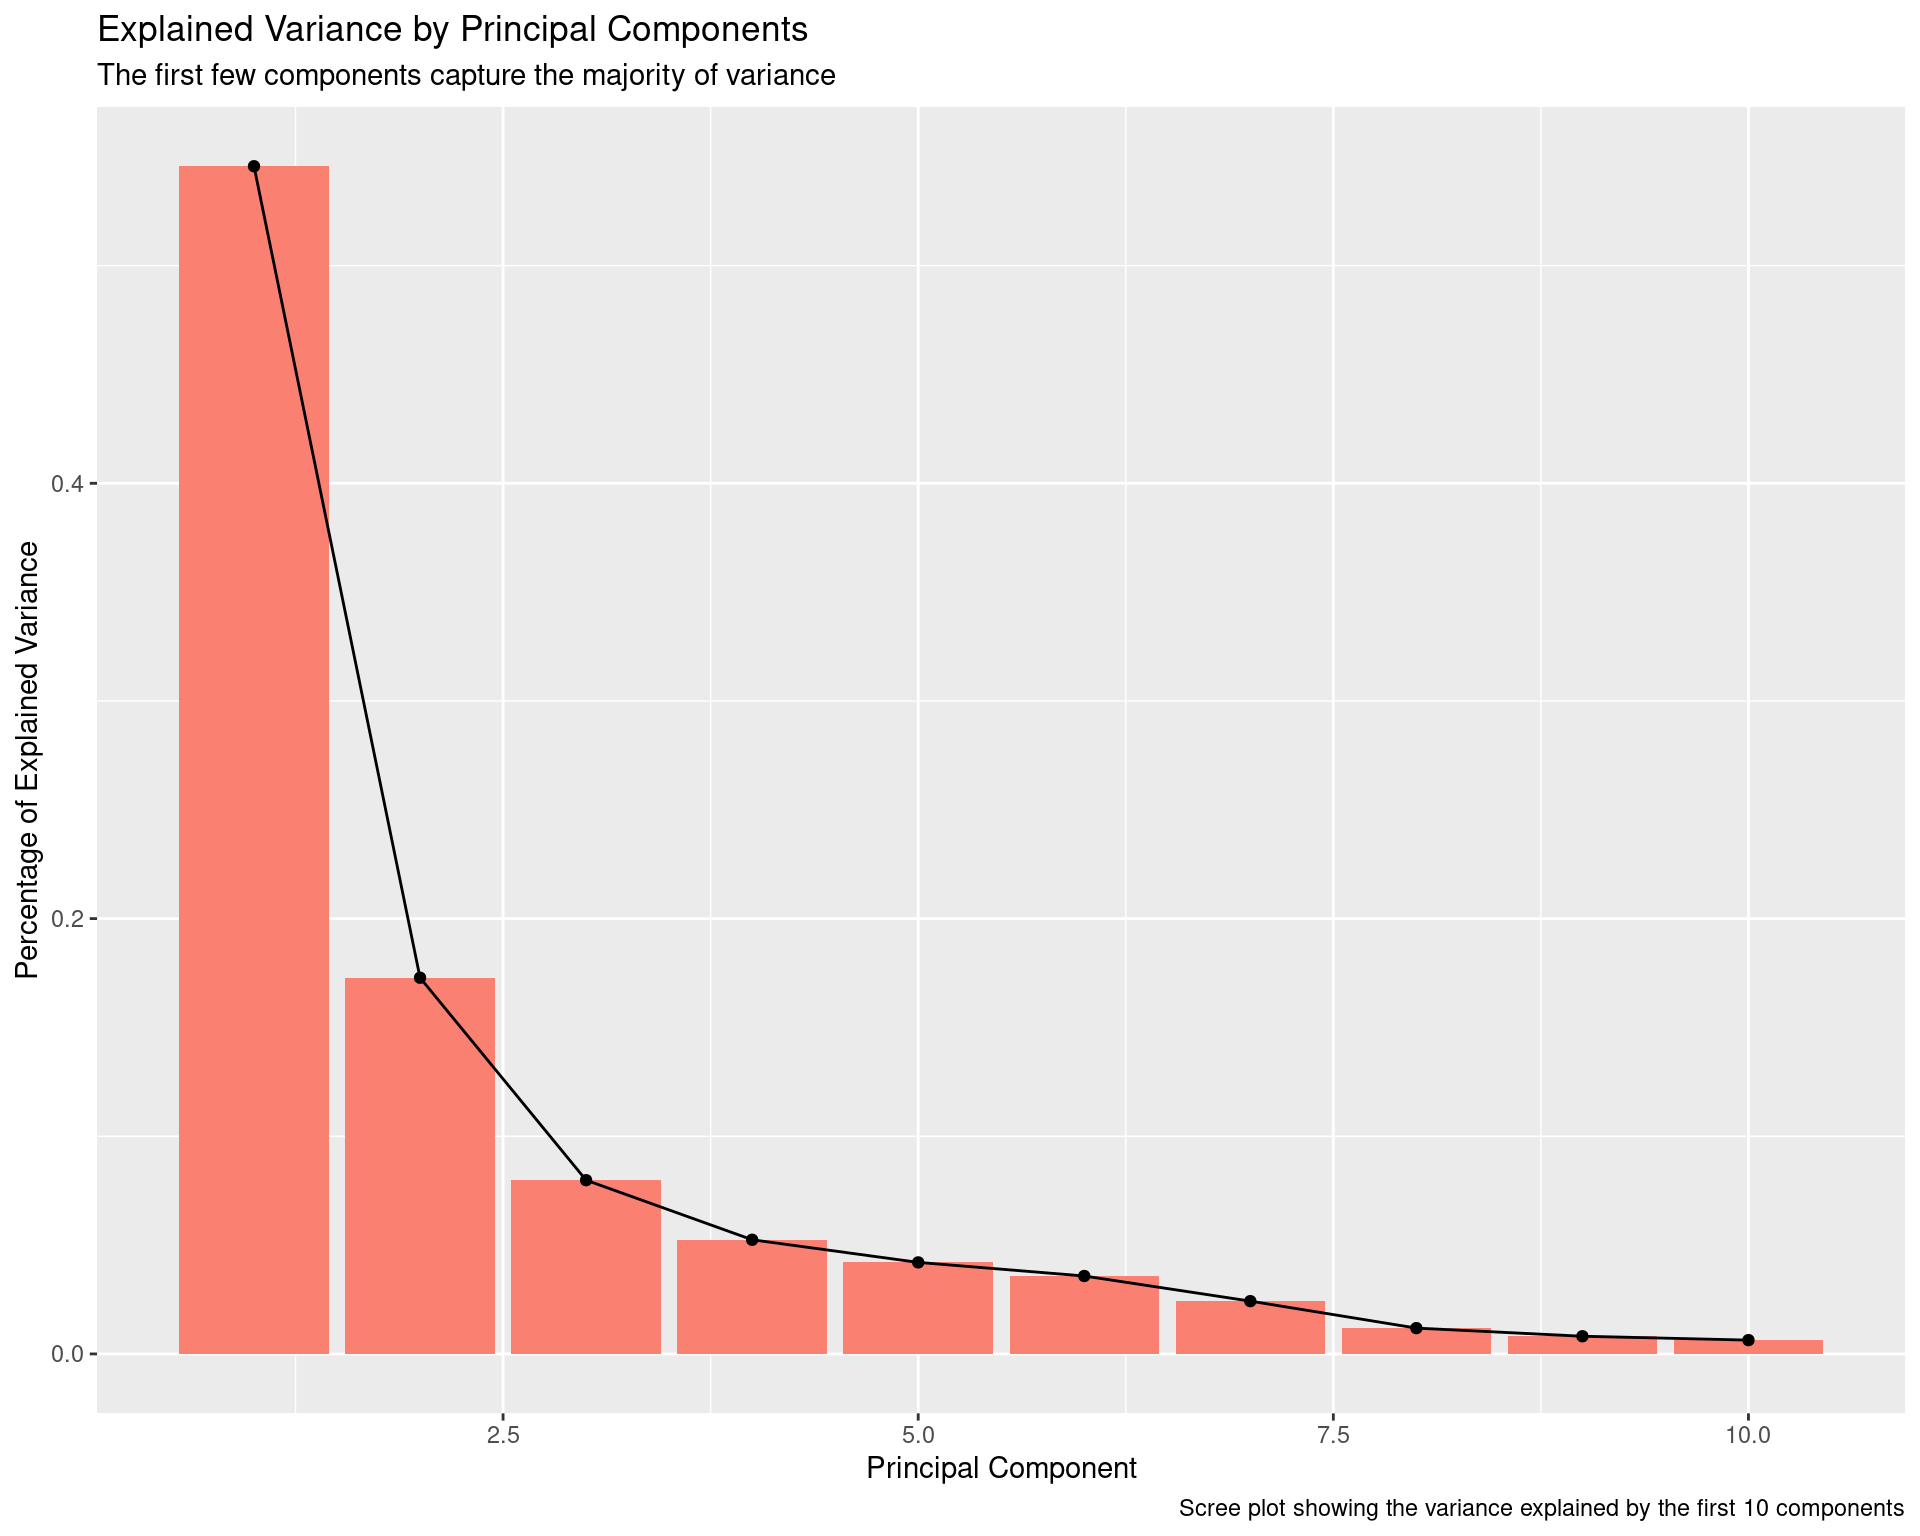 Explained Variance by Principal Components
The first few components capture the majority of variance
Percentage of Explained Variance
0.4
0.2
0.0
2.5 5.0 7.5 10.0
Principal Component
Scree plot showing the variance explained by the first 10 components